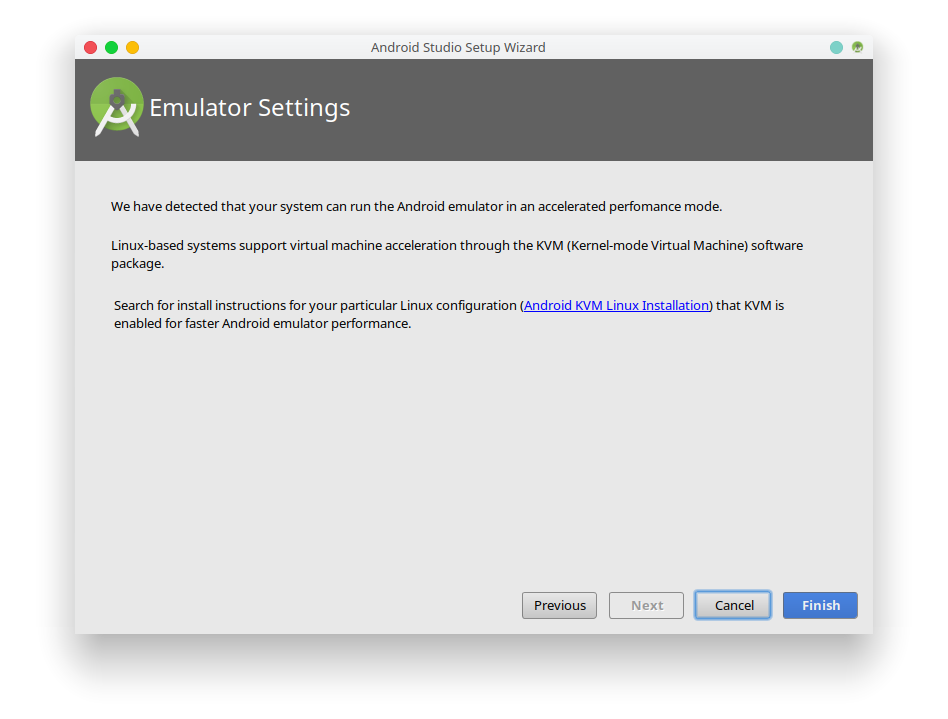 Android Studio Setup Wizard
Emulator Settings
We have detected that your system can run the Android emulator in an accelerated perfomance mode.
Linux-based systems support virtual machine acceleration through the KVM (Kernel-mode Virtual Machine) software
package.
Search for install instructions for your particular Linux configuration (Android KVM Linux Installation) that KVM is
enabled for faster Android emulator performance.
Previous Next Cancel Finish